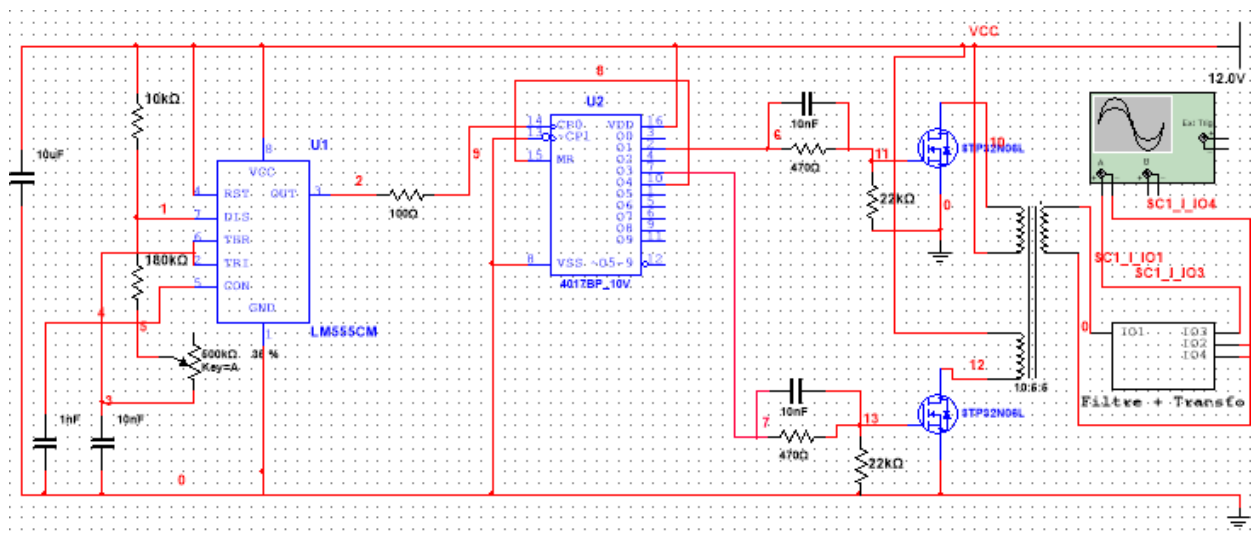 VCC
12.0V
8
10kΩ
10uF
U1
8
VCC
4 RST OUT 3
7 DIS
6 THR
2 TRI
5 CON
GND
1
LM555CM
1
180kΩ
4
5
500kΩ 36 %
Key=A
3
1nF
10nF
0
2
100Ω
9
U2
14 CP0 VDD 16
13 ~CP1 O0 3
O1 2
15 MR O2 4
O3 7
O4 10
O5 1
O6 5
O7 6
O8 9
O9 11
8 VSS ~O5-9 12
4017BP_10V
10nF
6
470Ω
11
22kΩ
10
STP32N06L
0
10nF
7
470Ω
13
22kΩ
12
STP32N06L
10:6:6
Ext Trig
A
B
SC1_I_IO4
SC1_I_IO1
SC1_I_IO3
0
IO1 IO3
IO2
IO4
Filtre + Transfo